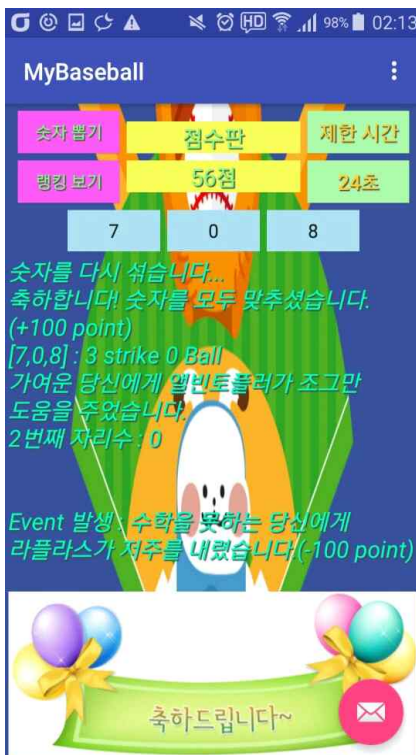 HD 98% 02:13
MyBaseball
숫자 뽑기 점수판 제한 시간
랭킹 보기 56점 24초
7 0 8
숫자를 다시 섞습니다...
축하합니다! 숫자를 모두 맞추셨습니다.
(+100 point)
[7,0,8] : 3 strike 0 Ball
가여운 당신에게 앨빈토플러가 조그만
도움을 주었습니다.
2번째 자리수 : 0
Event 발생 : 수학을 못하는 당신에게
라플라스가 저주를 내렸습니다(-100 point)
축하드립니다~